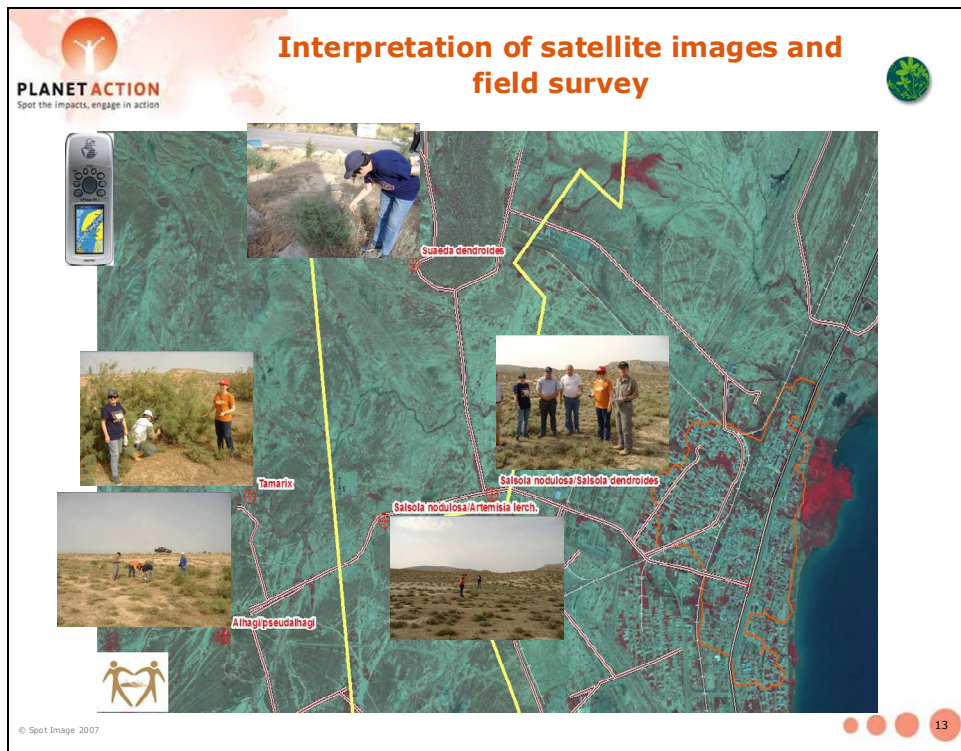 Interpretation of satellite images and
field survey
PLANET ACTION
Spot the impacts, engage in action
Suaeda dendroides
Salsola nodulosa/Salsola dendroides
Tamarix
Salsola nodulosa/Artemisia lerch.
Alhagi/pseudalhagi
© Spot Image 2007
13